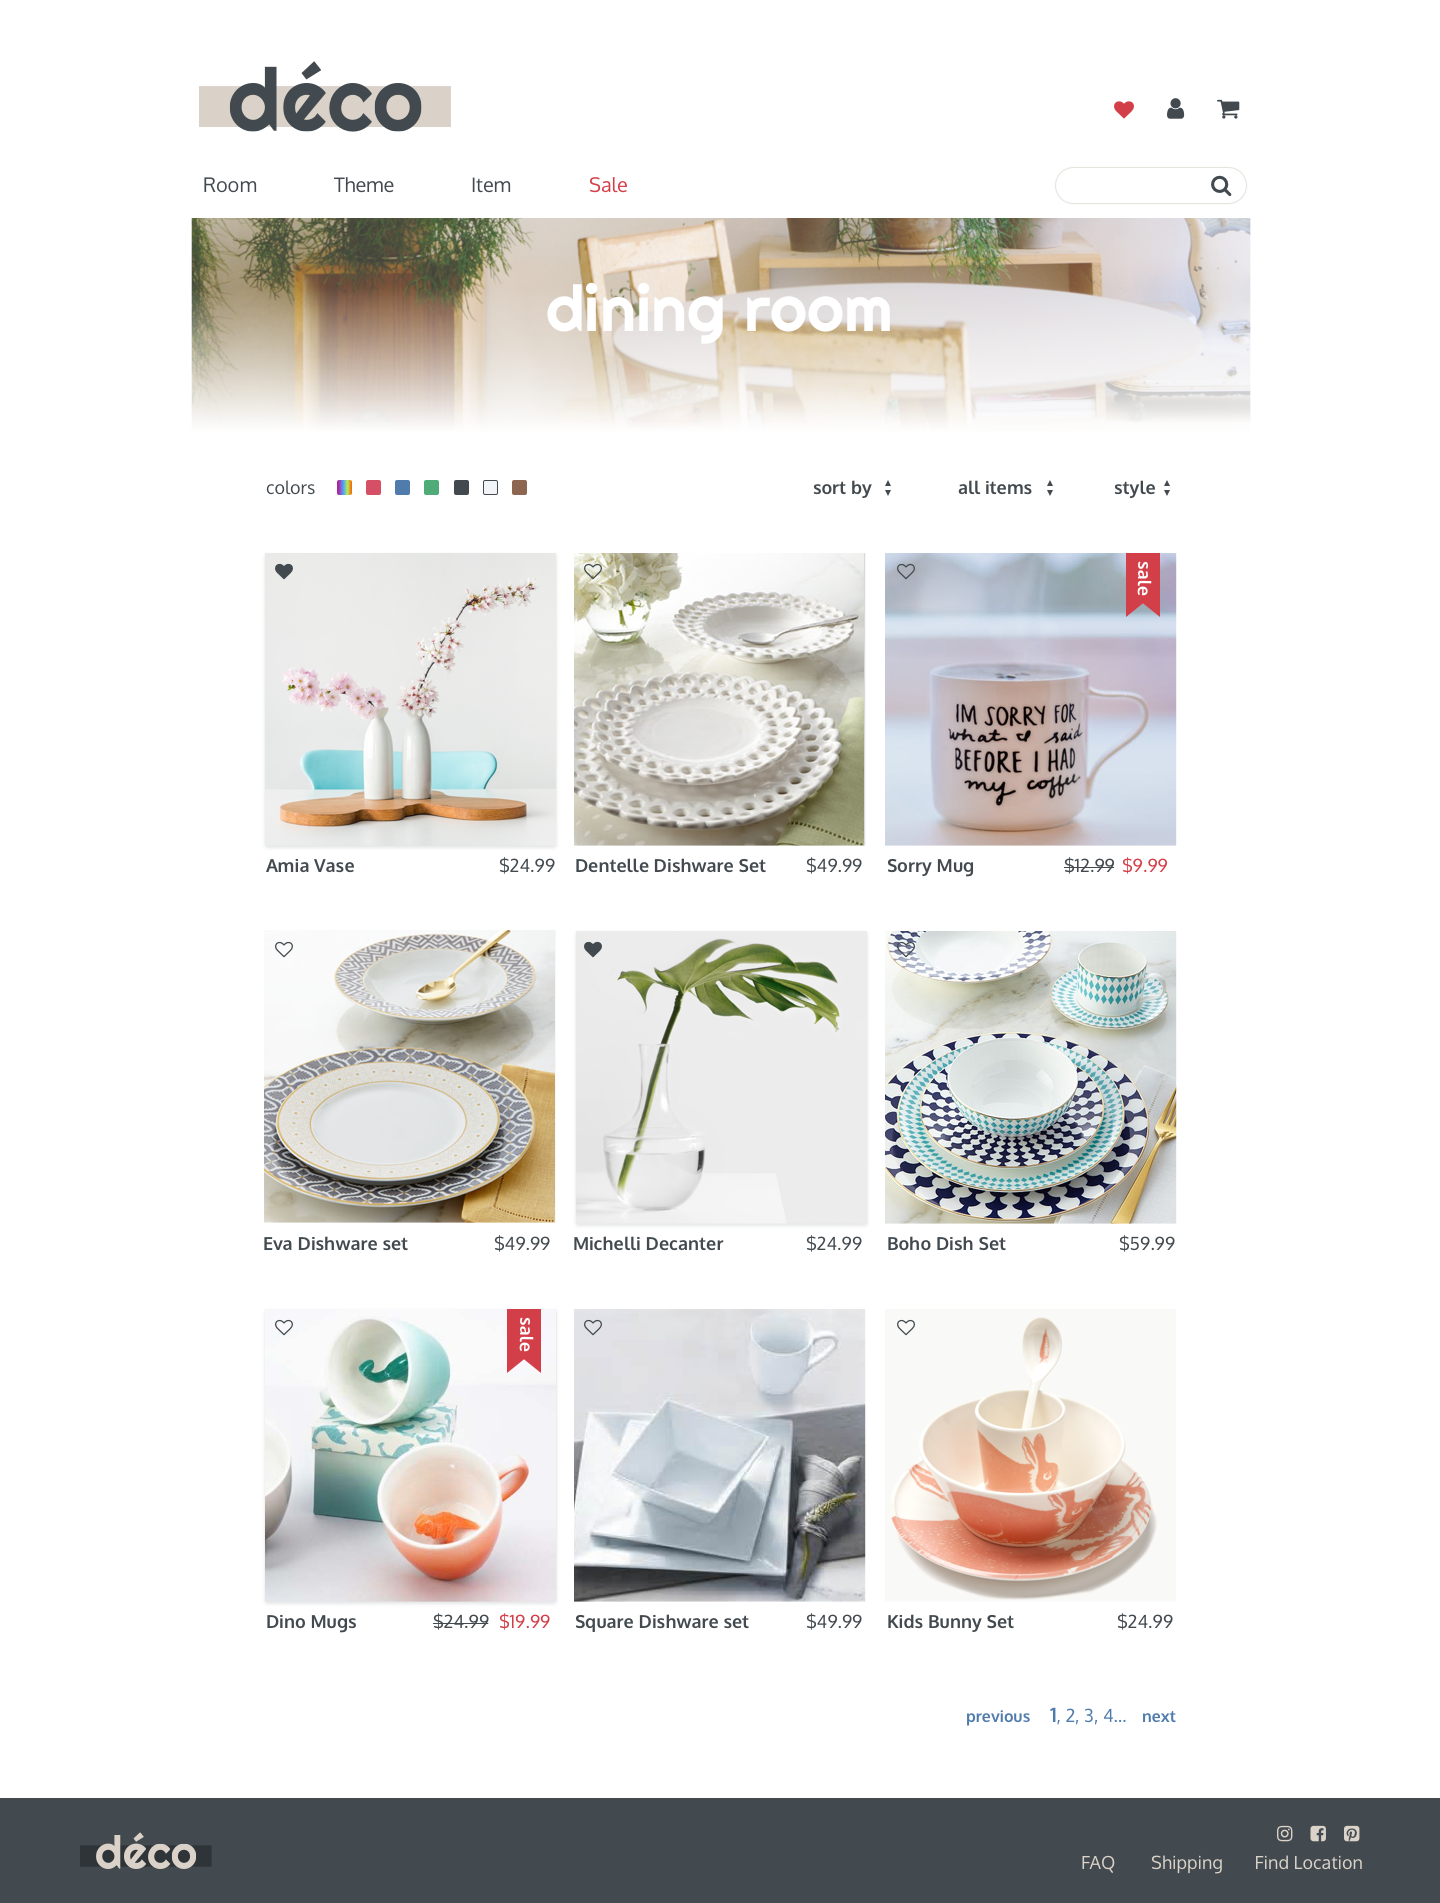 déco
Room Theme Item Sale
dining room
colors sort by all items style
sale
IM SORRY FOR
what I said
BEFORE I HAD
my coffee
Amia Vase $24.99 Dentelle Dishware Set $49.99 Sorry Mug $12.99 $9.99
Eva Dishware set $49.99 Michelli Decanter $24.99 Boho Dish Set $59.99
sale
Dino Mugs $24.99 $19.99 Square Dishware set $49.99 Kids Bunny Set $24.99
previous 1, 2, 3, 4... next
déco
FAQ Shipping Find Location